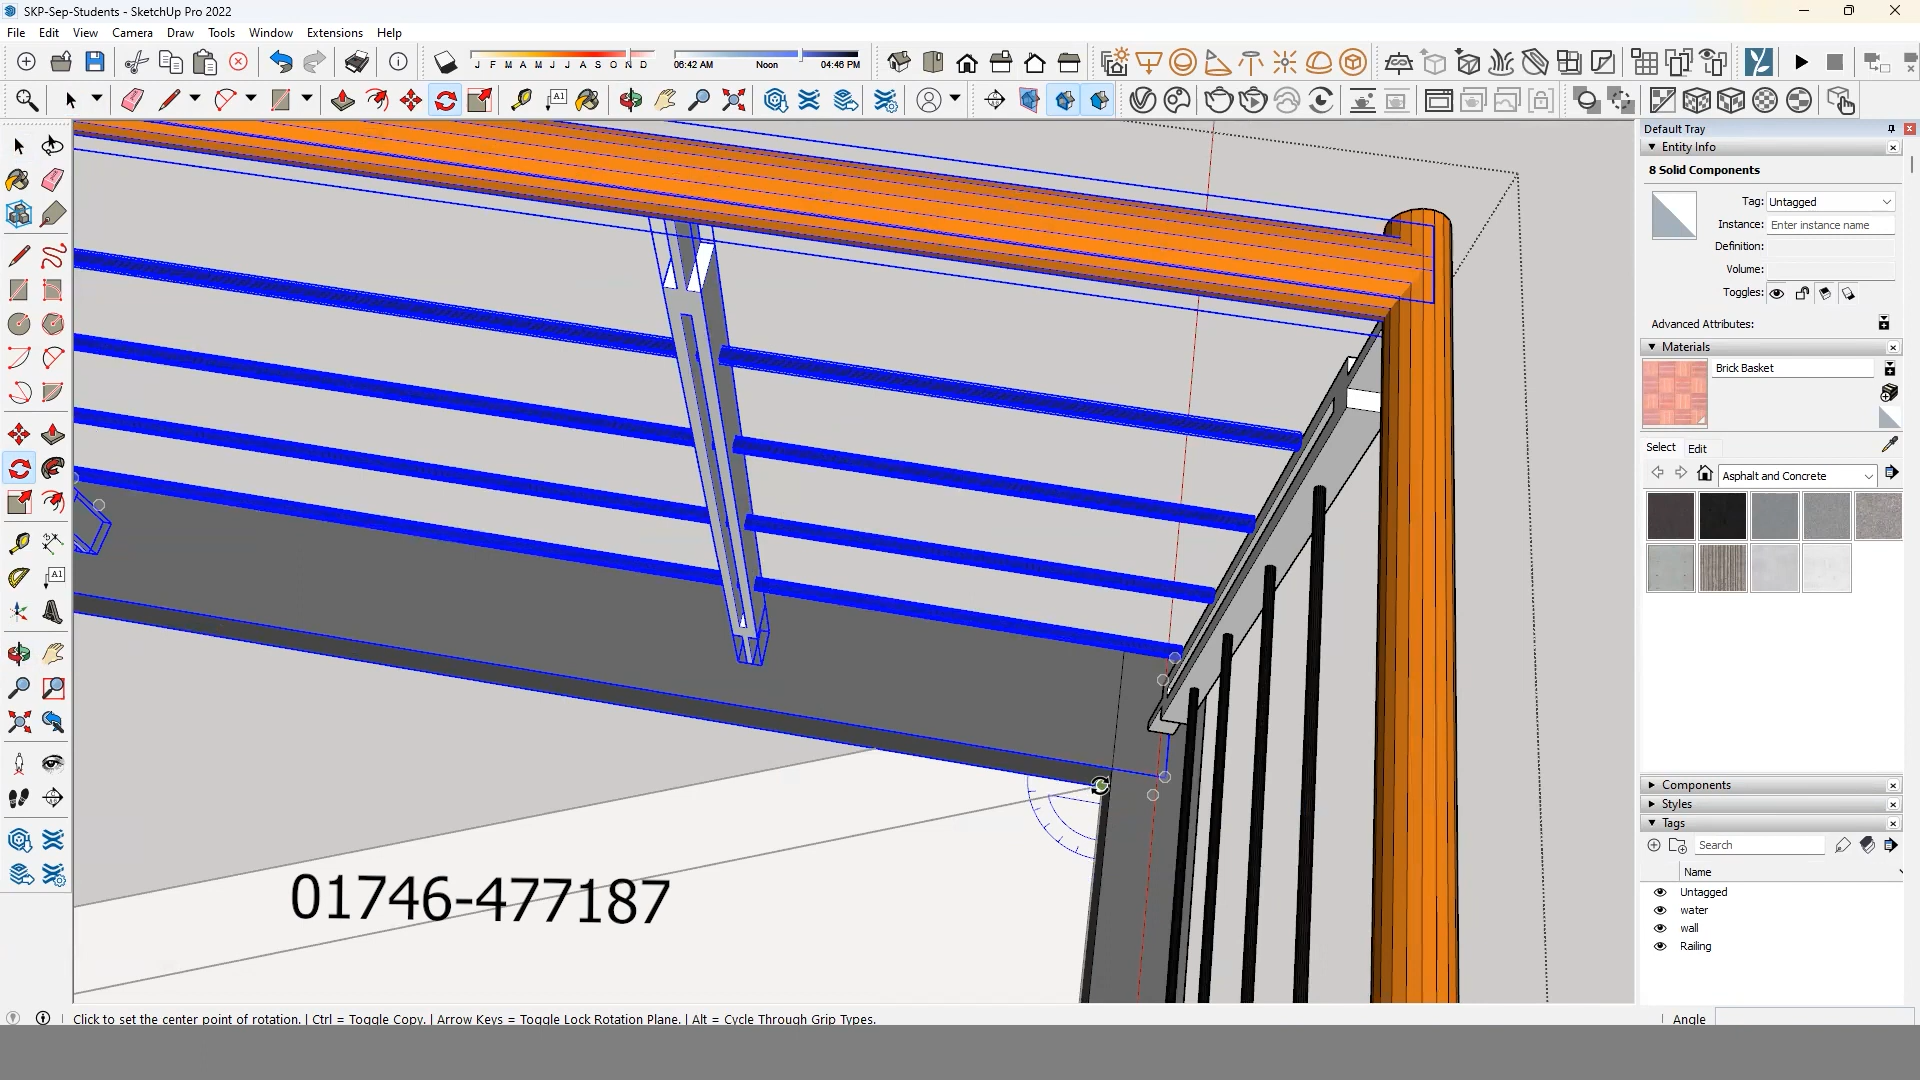 SKP-Sep-Students - SketchUp Pro 2022
File Edit View Camera Draw Tools Window Extensions Help
J F M A M J J A S O N D
06:42 AM Noon 04:46 PM
A1
Default Tray
Entity Info
8 Solid Components
Tag: Untagged
Instance: Enter instance name
Definition:
Volume:
Toggles:
Advanced Attributes:
Materials
Brick Basket
Select Edit
Asphalt and Concrete
A1
Components
Styles
Tags
Search
Name
Untagged
water
wall
Railing
01746-477187
Click to set the center point of rotation. | Ctrl = Toggle Copy. | Arrow Keys = Toggle Lock Rotation Plane. | Alt = Cycle Through Grip Types.
Angle